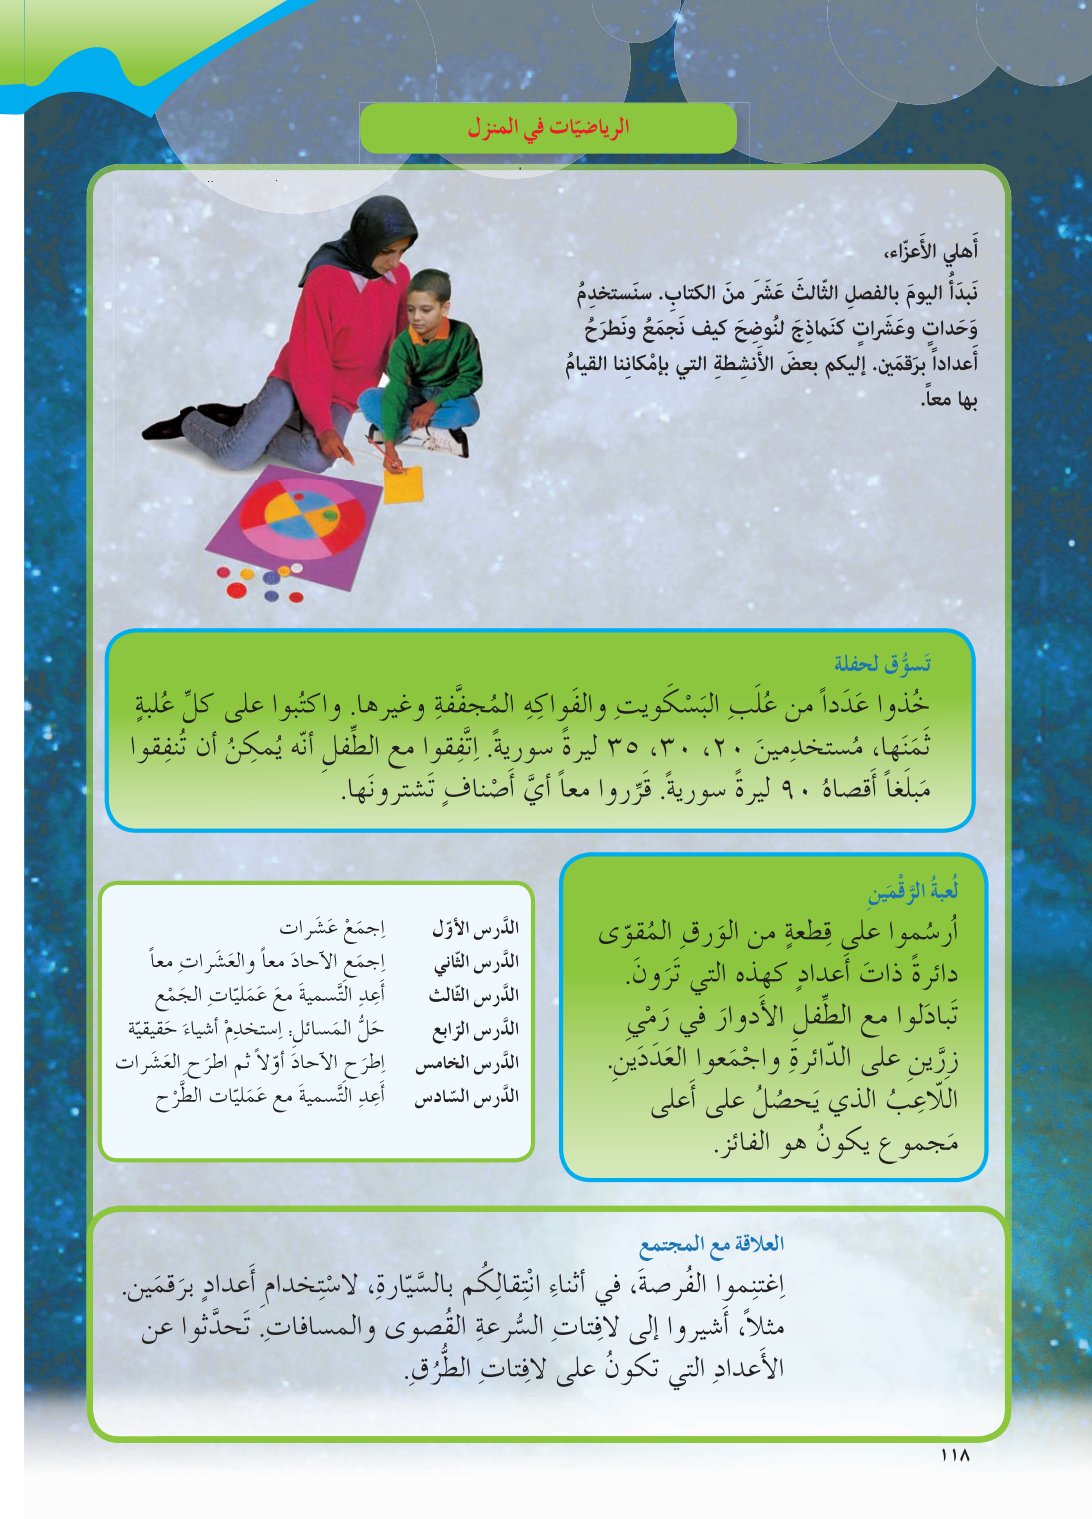 الرياضيّات في المنزل
أَهلي الأَعزّاء،
نَبدَأُ اليومَ بالفصلِ الثّالثَ عَشَرَ منَ الكتابِ. سنَستخدِمُ
وَحَداتٍ وعَشَراتٍ كنَماذِجَ لنُوضِحَ كيف نَجمَعُ ونَطرَحُ
أَعداداً برَقمَين. إليكم بعضَ الأَنشِطةِ التي بإمْكانِنا القيامُ
بها معاً.
تَسوُّق لحفلة
خُذوا عَدَداً من عُلَبِ البَسْكَويتِ والفَواكِهِ المُجفَّفةِ وغيرها. واكتُبوا على كلِّ عُلبةٍ
ثَمَنَها، مُستخدِمينَ ٢٠، ٣٠، ٣٥ ليرةً سوريةً. اِتَّفِقوا مع الطِّفلِ أنّه يُمكِنُ أن تُنفِقوا
مَبلَغاً أَقصاهُ ٩٠ ليرةً سوريةً. قَرِّروا معاً أيَّ أَصْنافٍ تَشترونَها.
لُعبةُ الرَّقْمَينِ
اُرسُموا على قِطعةٍ من الوَرقِ المُقوّى
دائرةً ذاتَ أَعدادٍ كهذه التي تَرَونَ.
تَبادَلوا مع الطِّفلِ الأَدوارَ في رَمْيِ
زِرَّينِ على الدّائرةِ واجْمَعوا العَدَدَينِ.
اللّاعِبُ الذي يَحصُلُ على أَعلى
مَجموعٍ يكونُ هو الفائز.
الدَّرس الأوّل اِجمَعْ عَشَرات
الدَّرس الثّاني اِجمَعِ الآحادَ معاً والعَشَراتِ معاً
الدَّرس الثّالث أَعِدِ التَّسميةَ معَ عَمَليّاتِ الجَمْع
الدَّرس الرّابع حَلُّ المَسائلِ: اِستخدِمْ أشياءَ حَقيقيّة
الدَّرس الخامس اِطرَحِ الآحادَ أوّلاً ثم اطرَحِ العَشَرات
الدَّرس السّادس أَعِدِ التَّسميةَ مع عَمَليّات الطَّرْح
العلاقة مع المجتمع
اِغتنِموا الفُرصةَ، في أثناءِ انْتِقالِكُم بالسَّيّارةِ، لاسْتِخدامِ أَعدادٍ برَقمَين.
مثلاً، أَشيروا إلى لافِتاتِ السُّرعةِ القُصوى والمسافاتِ. تَحدَّثوا عن
الأَعدادِ التي تكونُ على لافِتاتِ الطُّرُقِ.
١١٨